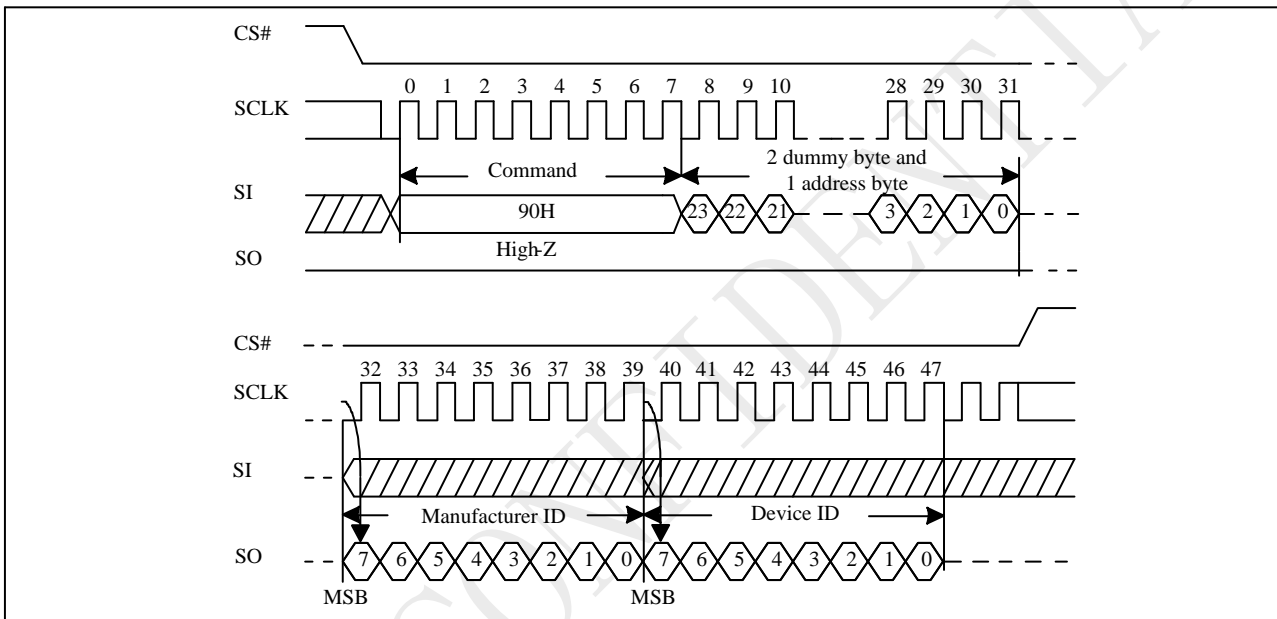 CS#
0 1 2 3 4 5 6 7 8 9 10 28 29 30 31
SCLK
Command
2 dummy byte and
1 address byte
SI
90H
23 22 21 3 2 1 0
High-Z
SO
CS#
32 33 34 35 36 37 38 39 40 41 42 43 44 45 46 47
SCLK
SI
Manufacturer ID
Device ID
SO
7 6 5 4 3 2 1 0 7 6 5 4 3 2 1 0
MSB
MSB
CONFIDENTIA